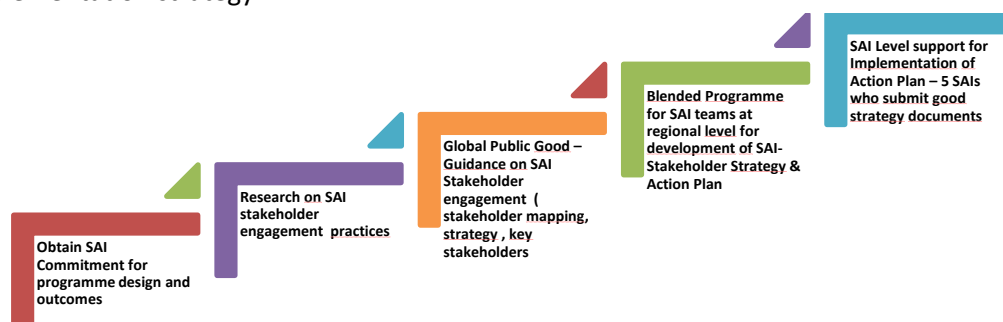 Obtain SAI
Commitment for
programme design and
outcomes
Research on SAI
stakeholder
engagement practices
Global Public Good –
Guidance on SAI
Stakeholder
engagement (
stakeholder mapping,
strategy , key
stakeholders
Blended Programme
for SAI teams at
regional level for
development of SAI-
Stakeholder Strategy &
Action Plan
SAI Level support for
Implementation of
Action Plan – 5 SAIs
who submit good
strategy documents